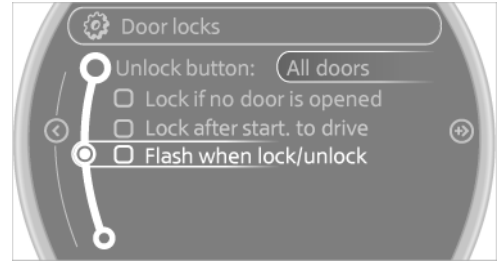 Door locks
Unlock button: All doors
Lock if no door is opened
Lock after start. to drive
Flash when lock/unlock